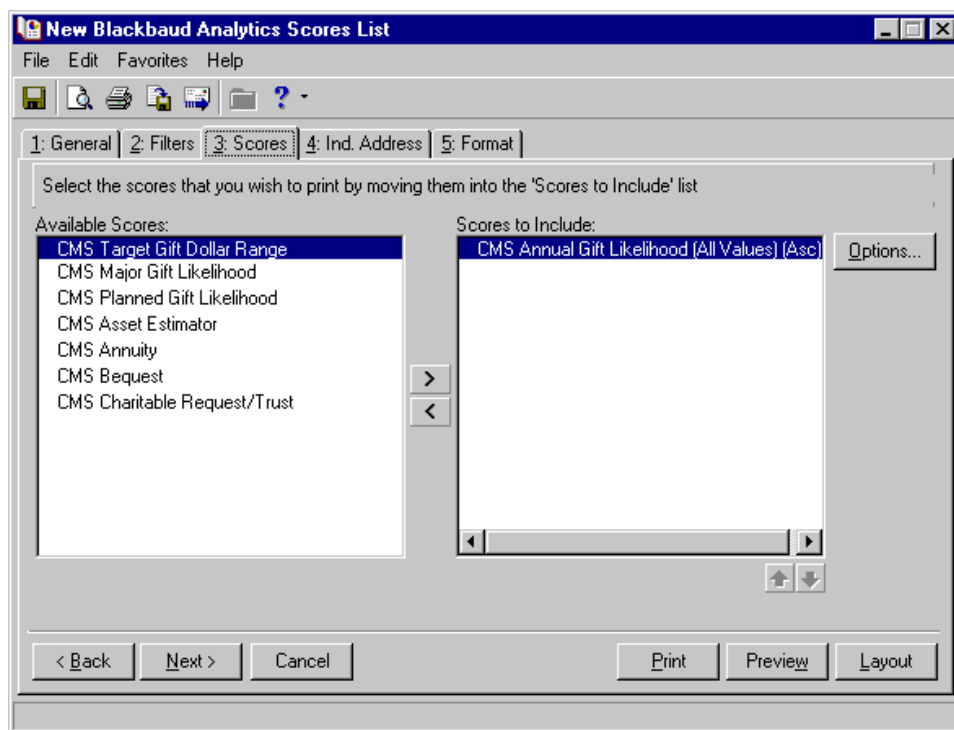 New Blackbaud Analytics Scores List
File Edit Favorites Help
?
1: General 2: Filters 3: Scores 4: Ind. Address 5: Format
Select the scores that you wish to print by moving them into the 'Scores to Include' list
Available Scores: Scores to Include:
CMS Target Gift Dollar Range CMS Annual Gift Likelihood (All Values) (Asc) Options...
CMS Major Gift Likelihood
CMS Planned Gift Likelihood
CMS Asset Estimator
CMS Annuity
CMS Bequest
CMS Charitable Request/Trust
>
<
< Back Next > Cancel Print Preview Layout